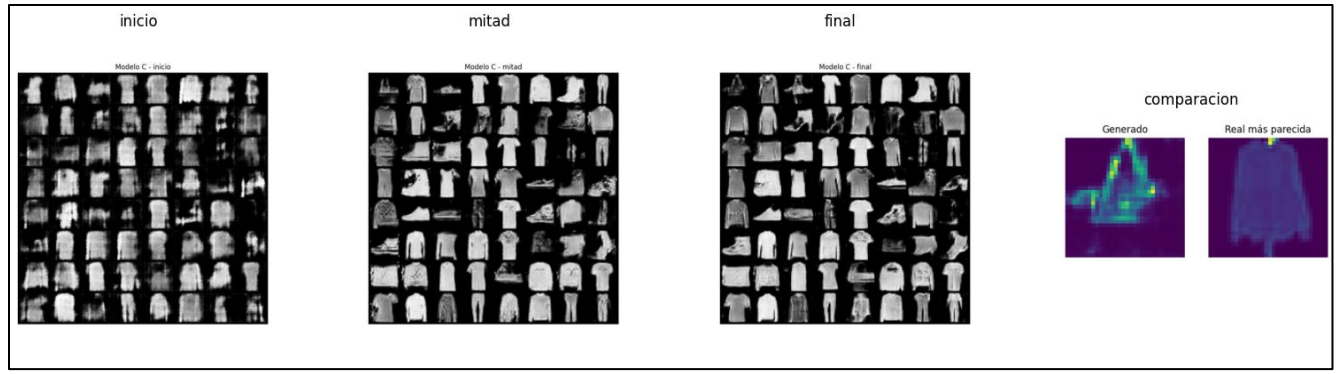 inicio
mitad
final
Modelo C - inicio
Modelo C - mitad
Modelo C - final
comparacion
Generado
Real más parecida